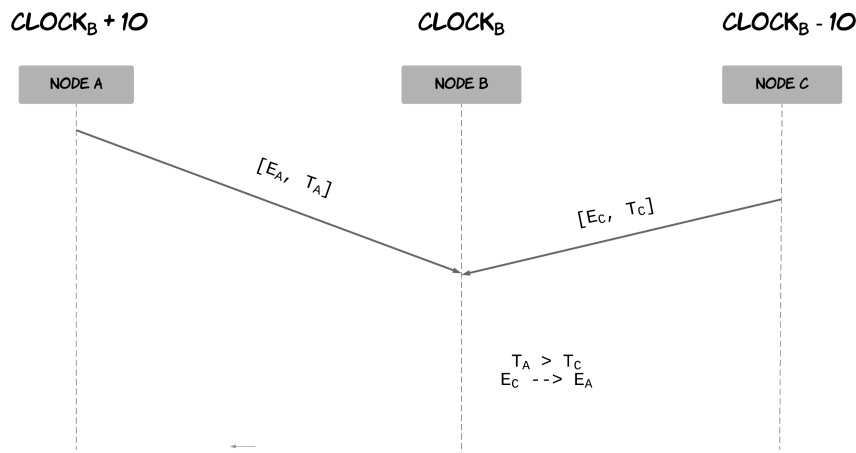 CLOCKB + 10
CLOCKB
CLOCKB - 10
NODE A
NODE B
NODE C
[EA, TA]
[EC, TC]
TA > TC
EC --> EA